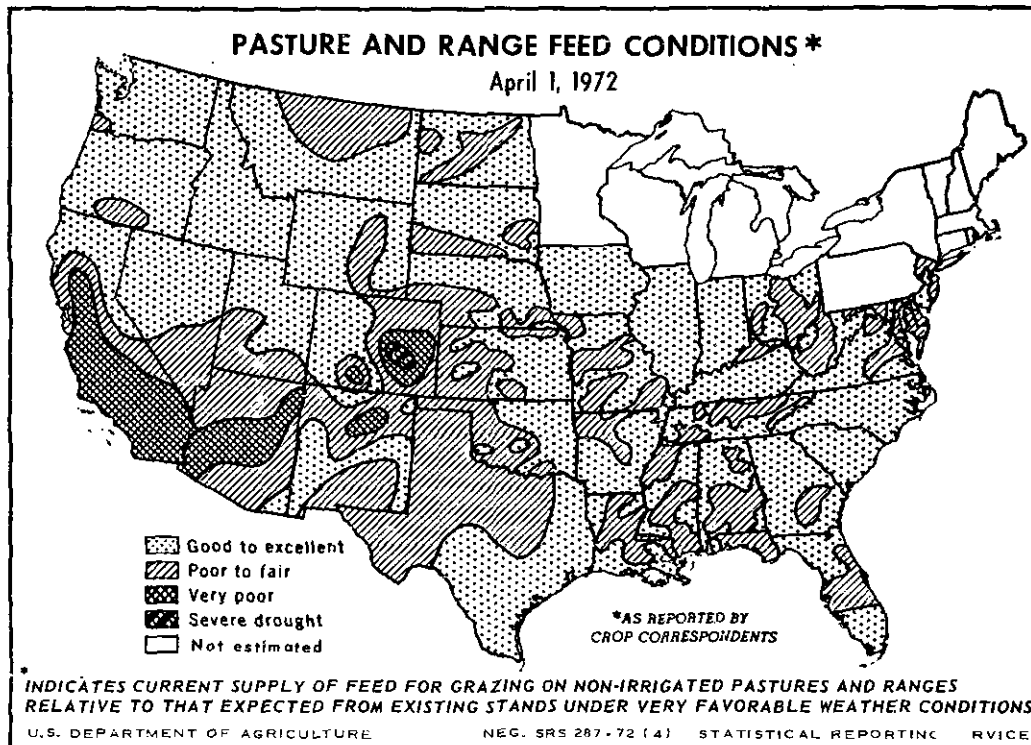 PASTURE AND RANGE FEED CONDITIONS*
April 1, 1972
Good to excellent
Poor to fair
Very poor
Severe drought
Not estimated
*AS REPORTED BY
CROP CORRESPONDENTS
*
INDICATES CURRENT SUPPLY OF FEED FOR GRAZING ON NON-IRRIGATED PASTURES AND RANGES
RELATIVE TO THAT EXPECTED FROM EXISTING STANDS UNDER VERY FAVORABLE WEATHER CONDITIONS
U.S. DEPARTMENT OF AGRICULTURE NEG. SRS 287-72 (4) STATISTICAL REPORTING RVICE